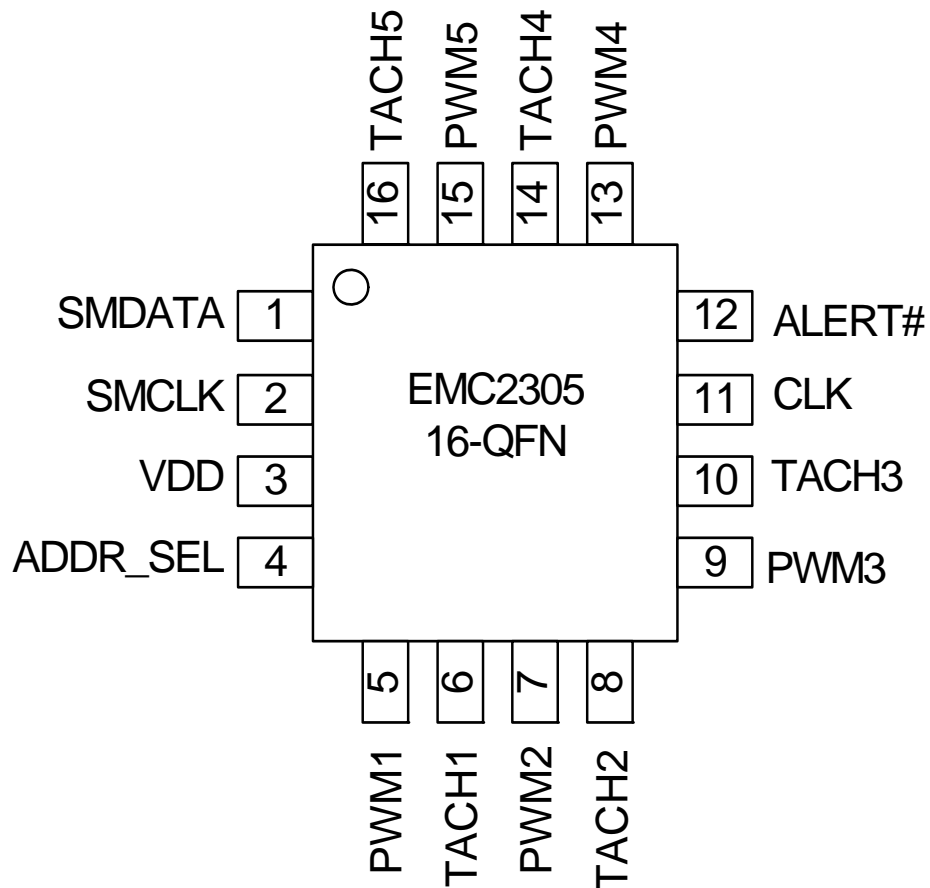 TACH5 PWM5 TACH4 PWM4
16 15 14 13
SMDATA 1
12 ALERT#
SMCLK 2
EMC2305
16-QFN
11 CLK
VDD 3
10 TACH3
ADDR_SEL 4
9 PWM3
5 6 7 8
PWM1 TACH1 PWM2 TACH2